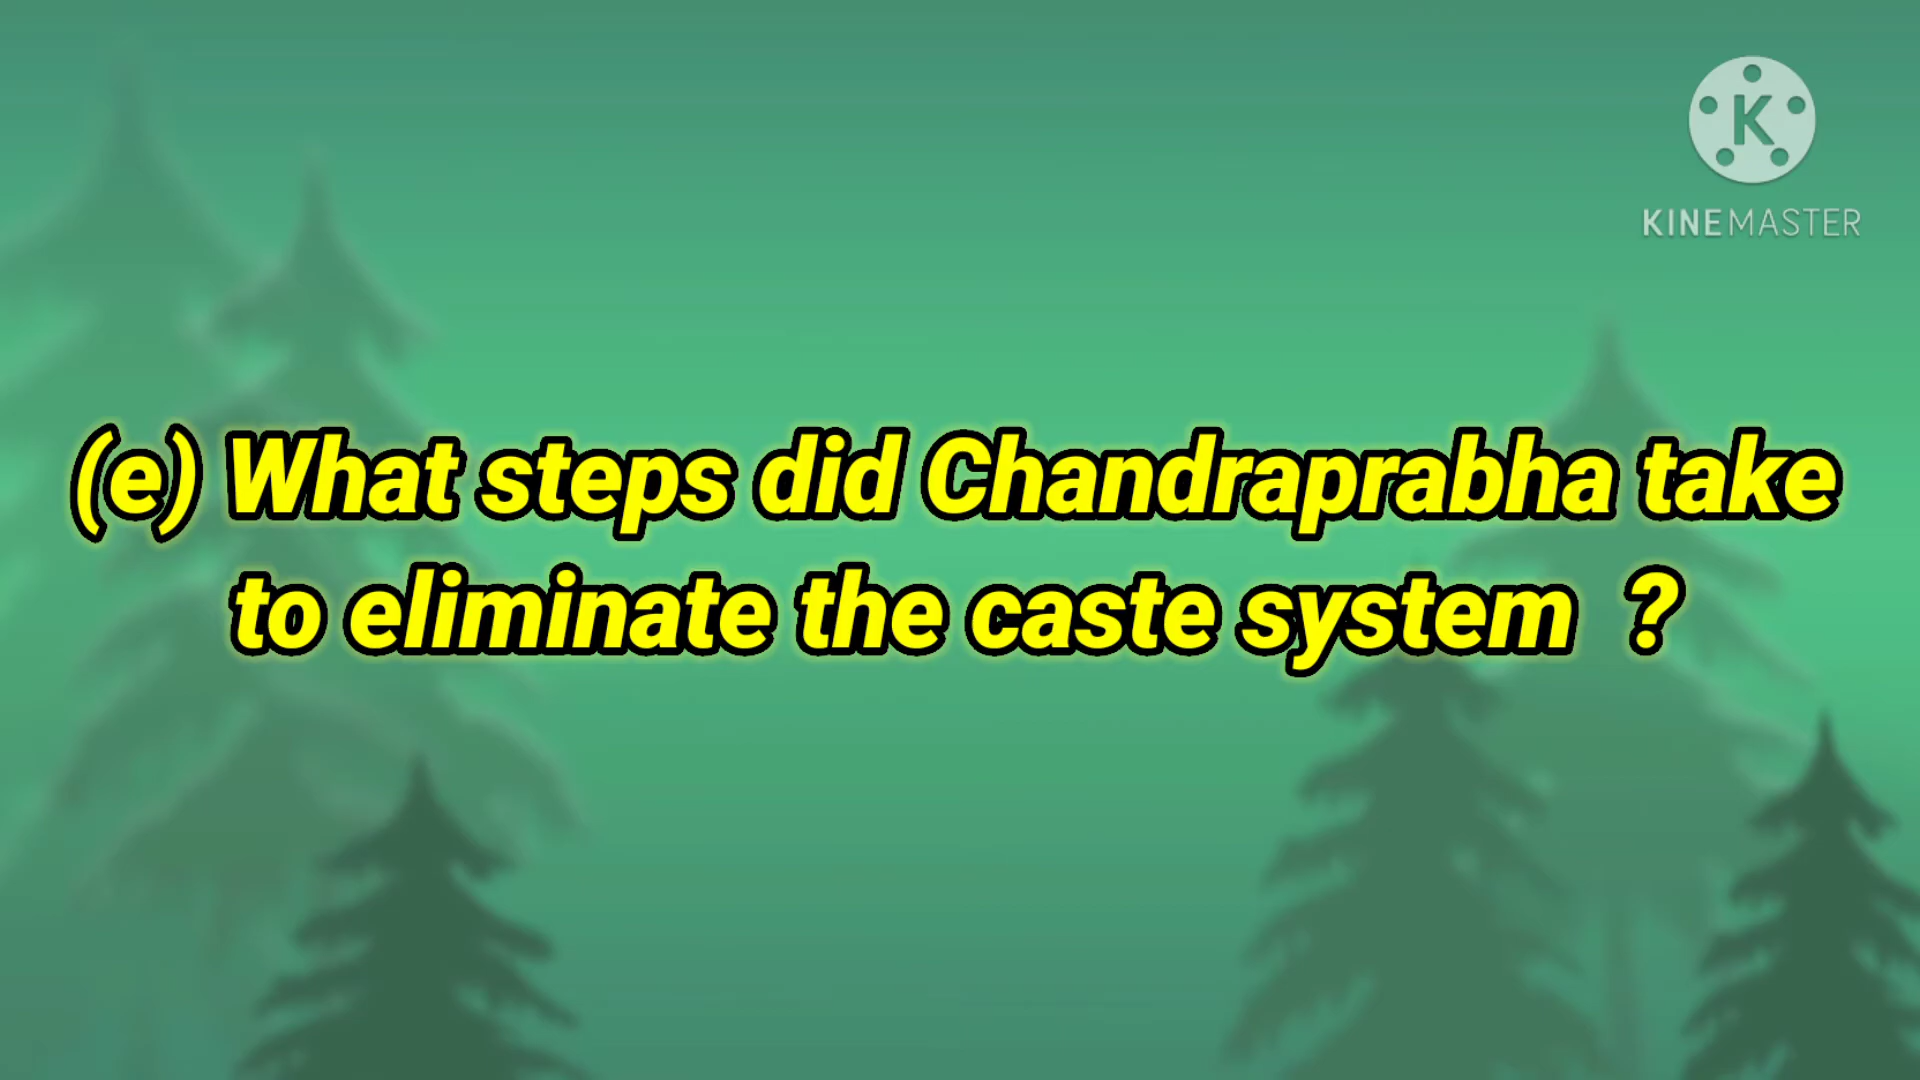 K
KINEMASTER
(e) What steps did Chandraprabha take
to eliminate the caste system ?